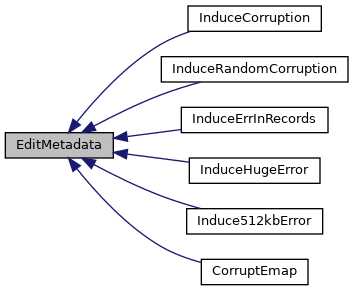 InduceCorruption
InduceRandomCorruption
InduceErrInRecords
EditMetadata
InduceHugeError
Induce512kbError
CorruptEmap